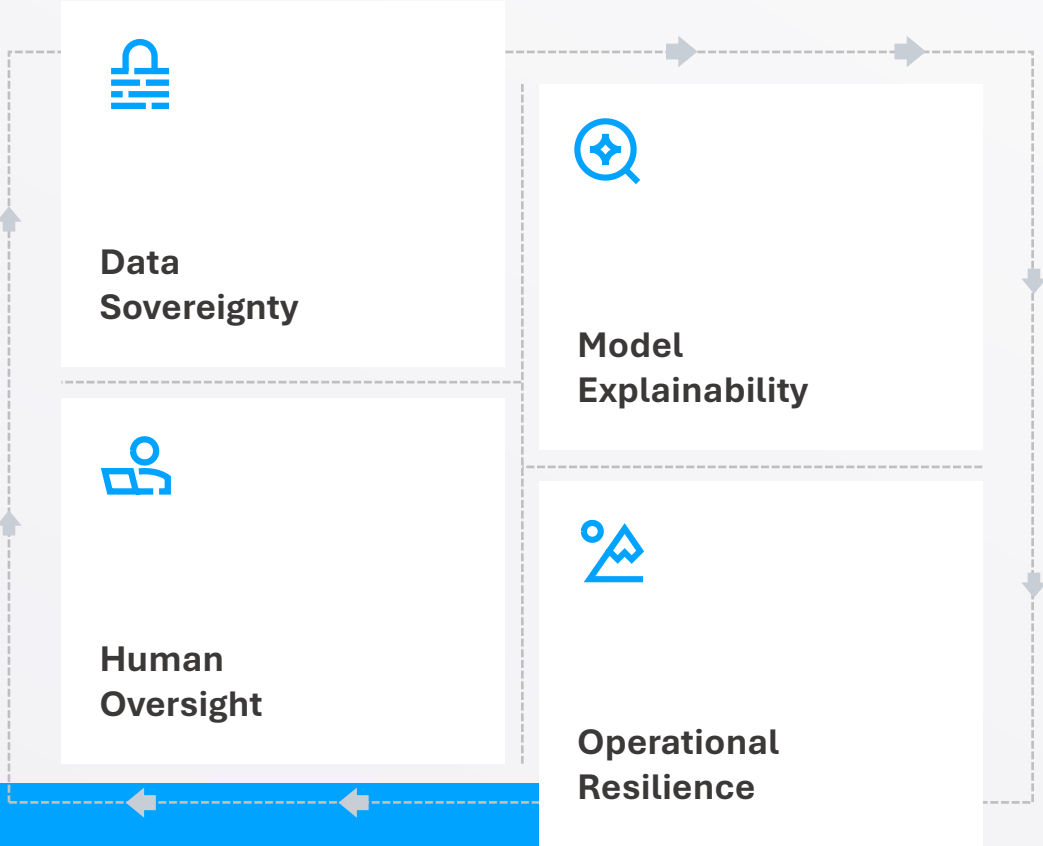 Data
Sovereignty
Model
Explainability
Human
Oversight
Operational
Resilience